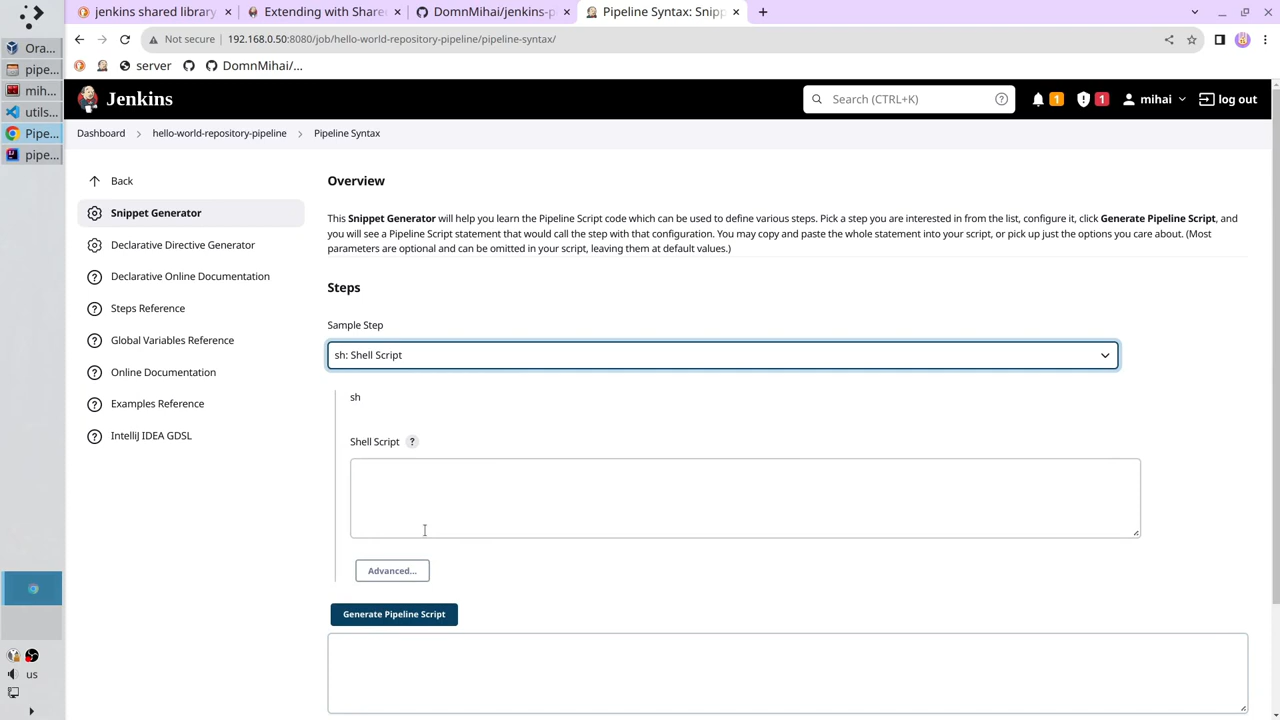 jenkins shared library
Extending with Share
DomnMihai/jenkins-p
Pipeline Syntax: Snipp
Not secure
192.168.0.50:8080/job/hello-world-repository-pipeline/pipeline-syntax/
server
DomnMihai/...
Ora...
pipe...
mih...
utils...
Pipe...
pipe...
us
Jenkins
Search (CTRL+K)
1
1
mihai
log out
Dashboard
hello-world-repository-pipeline
Pipeline Syntax
Back
Snippet Generator
Declarative Directive Generator
Declarative Online Documentation
Steps Reference
Global Variables Reference
Online Documentation
Examples Reference
IntelliJ IDEA GDSL
Overview
This Snippet Generator will help you learn the Pipeline Script code which can be used to define various steps. Pick a step you are interested in from the list, configure it, click Generate Pipeline Script, and
you will see a Pipeline Script statement that would call the step with that configuration. You may copy and paste the whole statement into your script, or pick up just the options you care about. (Most
parameters are optional and can be omitted in your script, leaving them at default values.)
Steps
Sample Step
sh: Shell Script
sh
Shell Script ?
Advanced...
Generate Pipeline Script